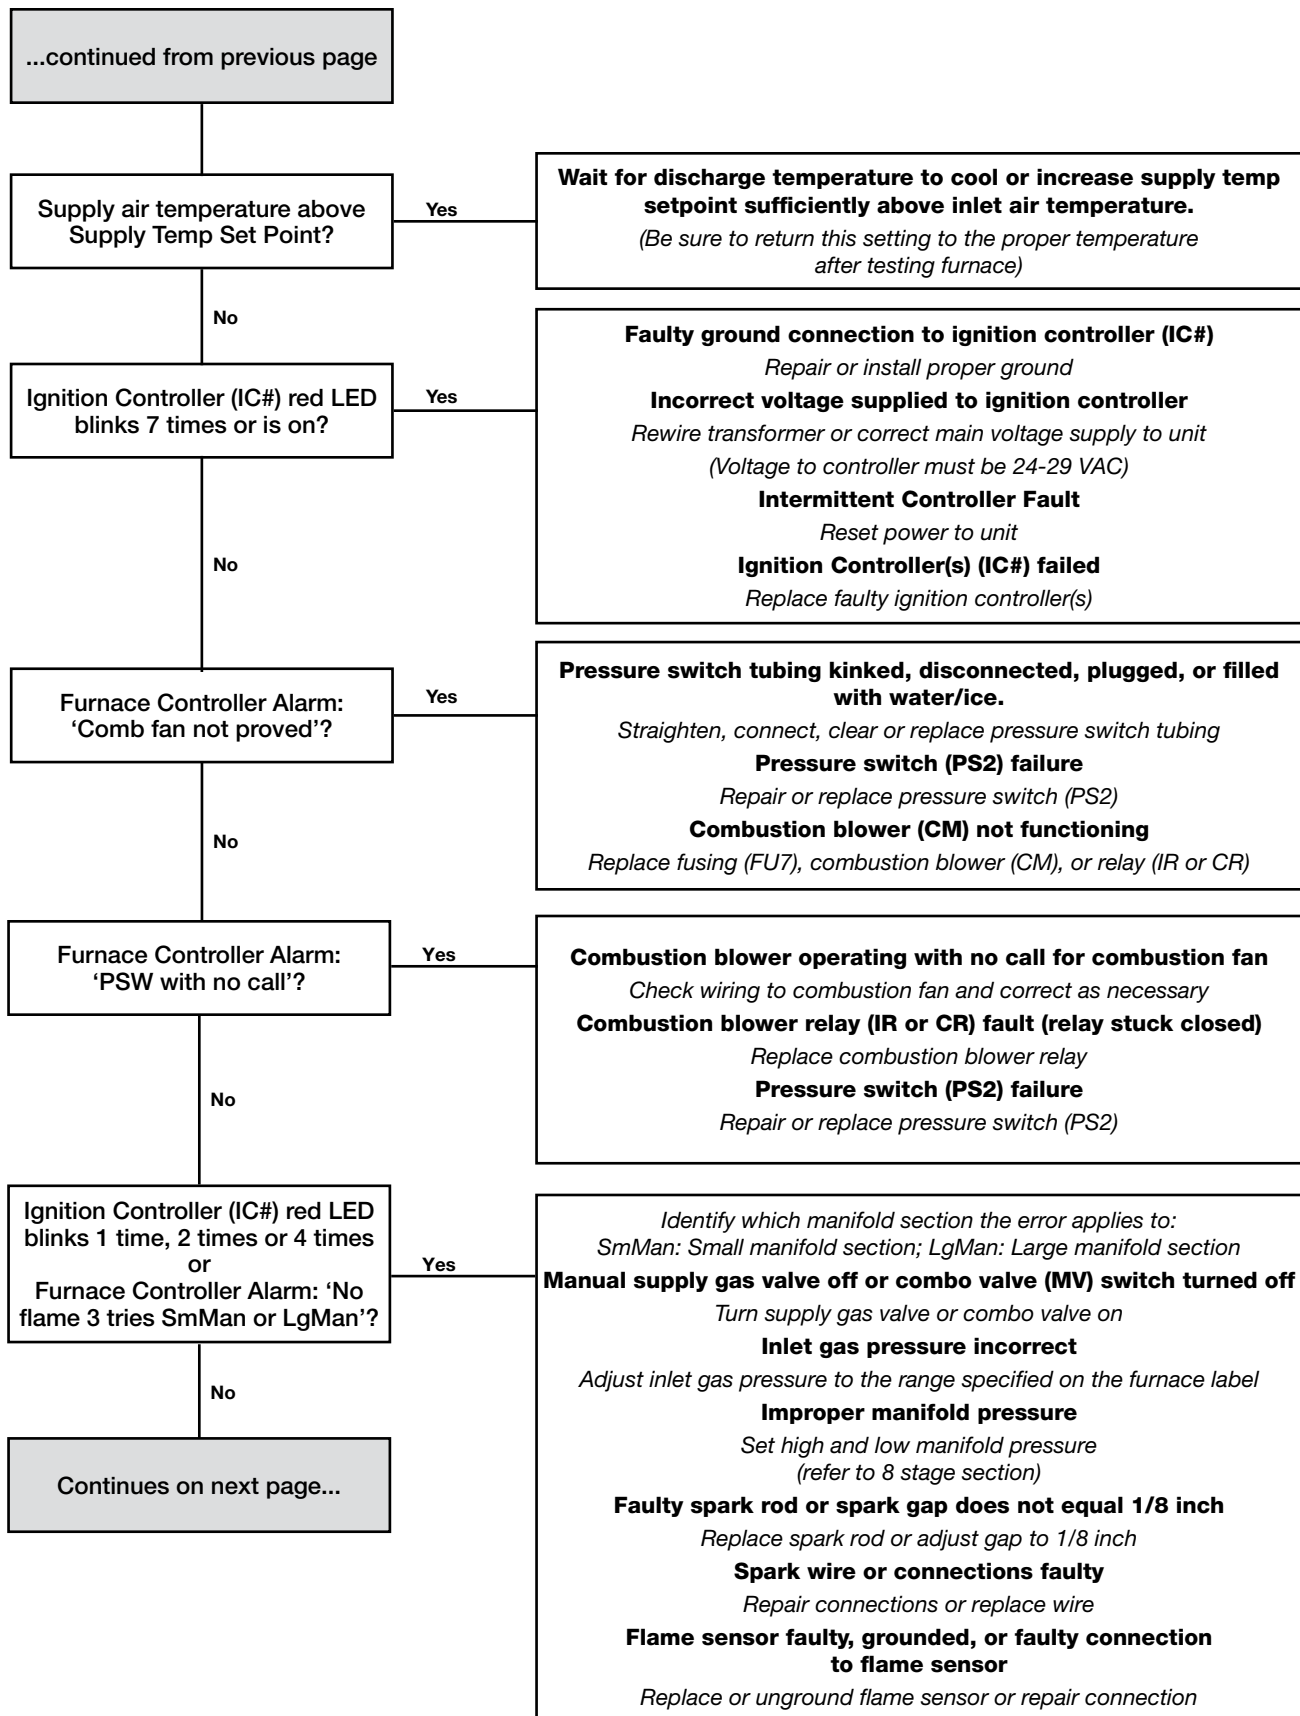 ...continued from previous page
Supply air temperature above
Supply Temp Set Point?
Yes
Wait for discharge temperature to cool or increase supply temp
setpoint sufficiently above inlet air temperature.
(Be sure to return this setting to the proper temperature
after testing furnace)
No
Ignition Controller (IC#) red LED
blinks 7 times or is on?
Yes
Faulty ground connection to ignition controller (IC#)
Repair or install proper ground
Incorrect voltage supplied to ignition controller
Rewire transformer or correct main voltage supply to unit
(Voltage to controller must be 24-29 VAC)
Intermittent Controller Fault
Reset power to unit
Ignition Controller(s) (IC#) failed
Replace faulty ignition controller(s)
No
Furnace Controller Alarm:
‘Comb fan not proved’?
Yes
Pressure switch tubing kinked, disconnected, plugged, or filled
with water/ice.
Straighten, connect, clear or replace pressure switch tubing
Pressure switch (PS2) failure
Repair or replace pressure switch (PS2)
Combustion blower (CM) not functioning
Replace fusing (FU7), combustion blower (CM), or relay (IR or CR)
No
Furnace Controller Alarm:
‘PSW with no call’?
Yes
Combustion blower operating with no call for combustion fan
Check wiring to combustion fan and correct as necessary
Combustion blower relay (IR or CR) fault (relay stuck closed)
Replace combustion blower relay
Pressure switch (PS2) failure
Repair or replace pressure switch (PS2)
No
Ignition Controller (IC#) red LED
blinks 1 time, 2 times or 4 times
or
Furnace Controller Alarm: ‘No
flame 3 tries SmMan or LgMan’?
Yes
Identify which manifold section the error applies to:
SmMan: Small manifold section; LgMan: Large manifold section
Manual supply gas valve off or combo valve (MV) switch turned off
Turn supply gas valve or combo valve on
Inlet gas pressure incorrect
Adjust inlet gas pressure to the range specified on the furnace label
Improper manifold pressure
Set high and low manifold pressure
(refer to 8 stage section)
Faulty spark rod or spark gap does not equal 1/8 inch
Replace spark rod or adjust gap to 1/8 inch
Spark wire or connections faulty
Repair connections or replace wire
Flame sensor faulty, grounded, or faulty connection
to flame sensor
Replace or unground flame sensor or repair connection
No
Continues on next page...